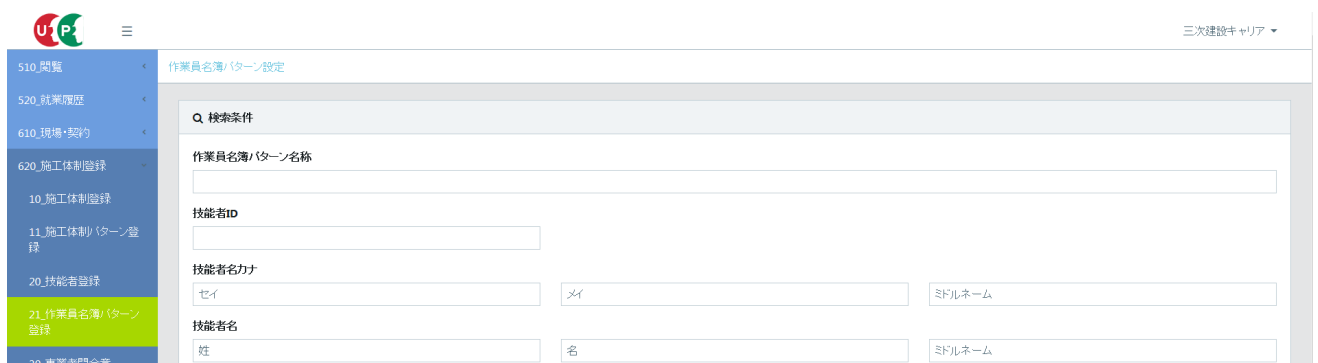 UP
三次建設キャリア
510_閲覧
作業員名簿パターン設定
520_就業履歴
検索条件
610_現場・契約
作業員名簿パターン名称
620_施工体制登録
10_施工体制登録
技能者ID
11_施工体制パターン登
録
技能者名カナ
20_技能者登録
セイ
メイ
ミドルネーム
21_作業員名簿パターン
登録
技能者名
姓
名
ミドルネーム